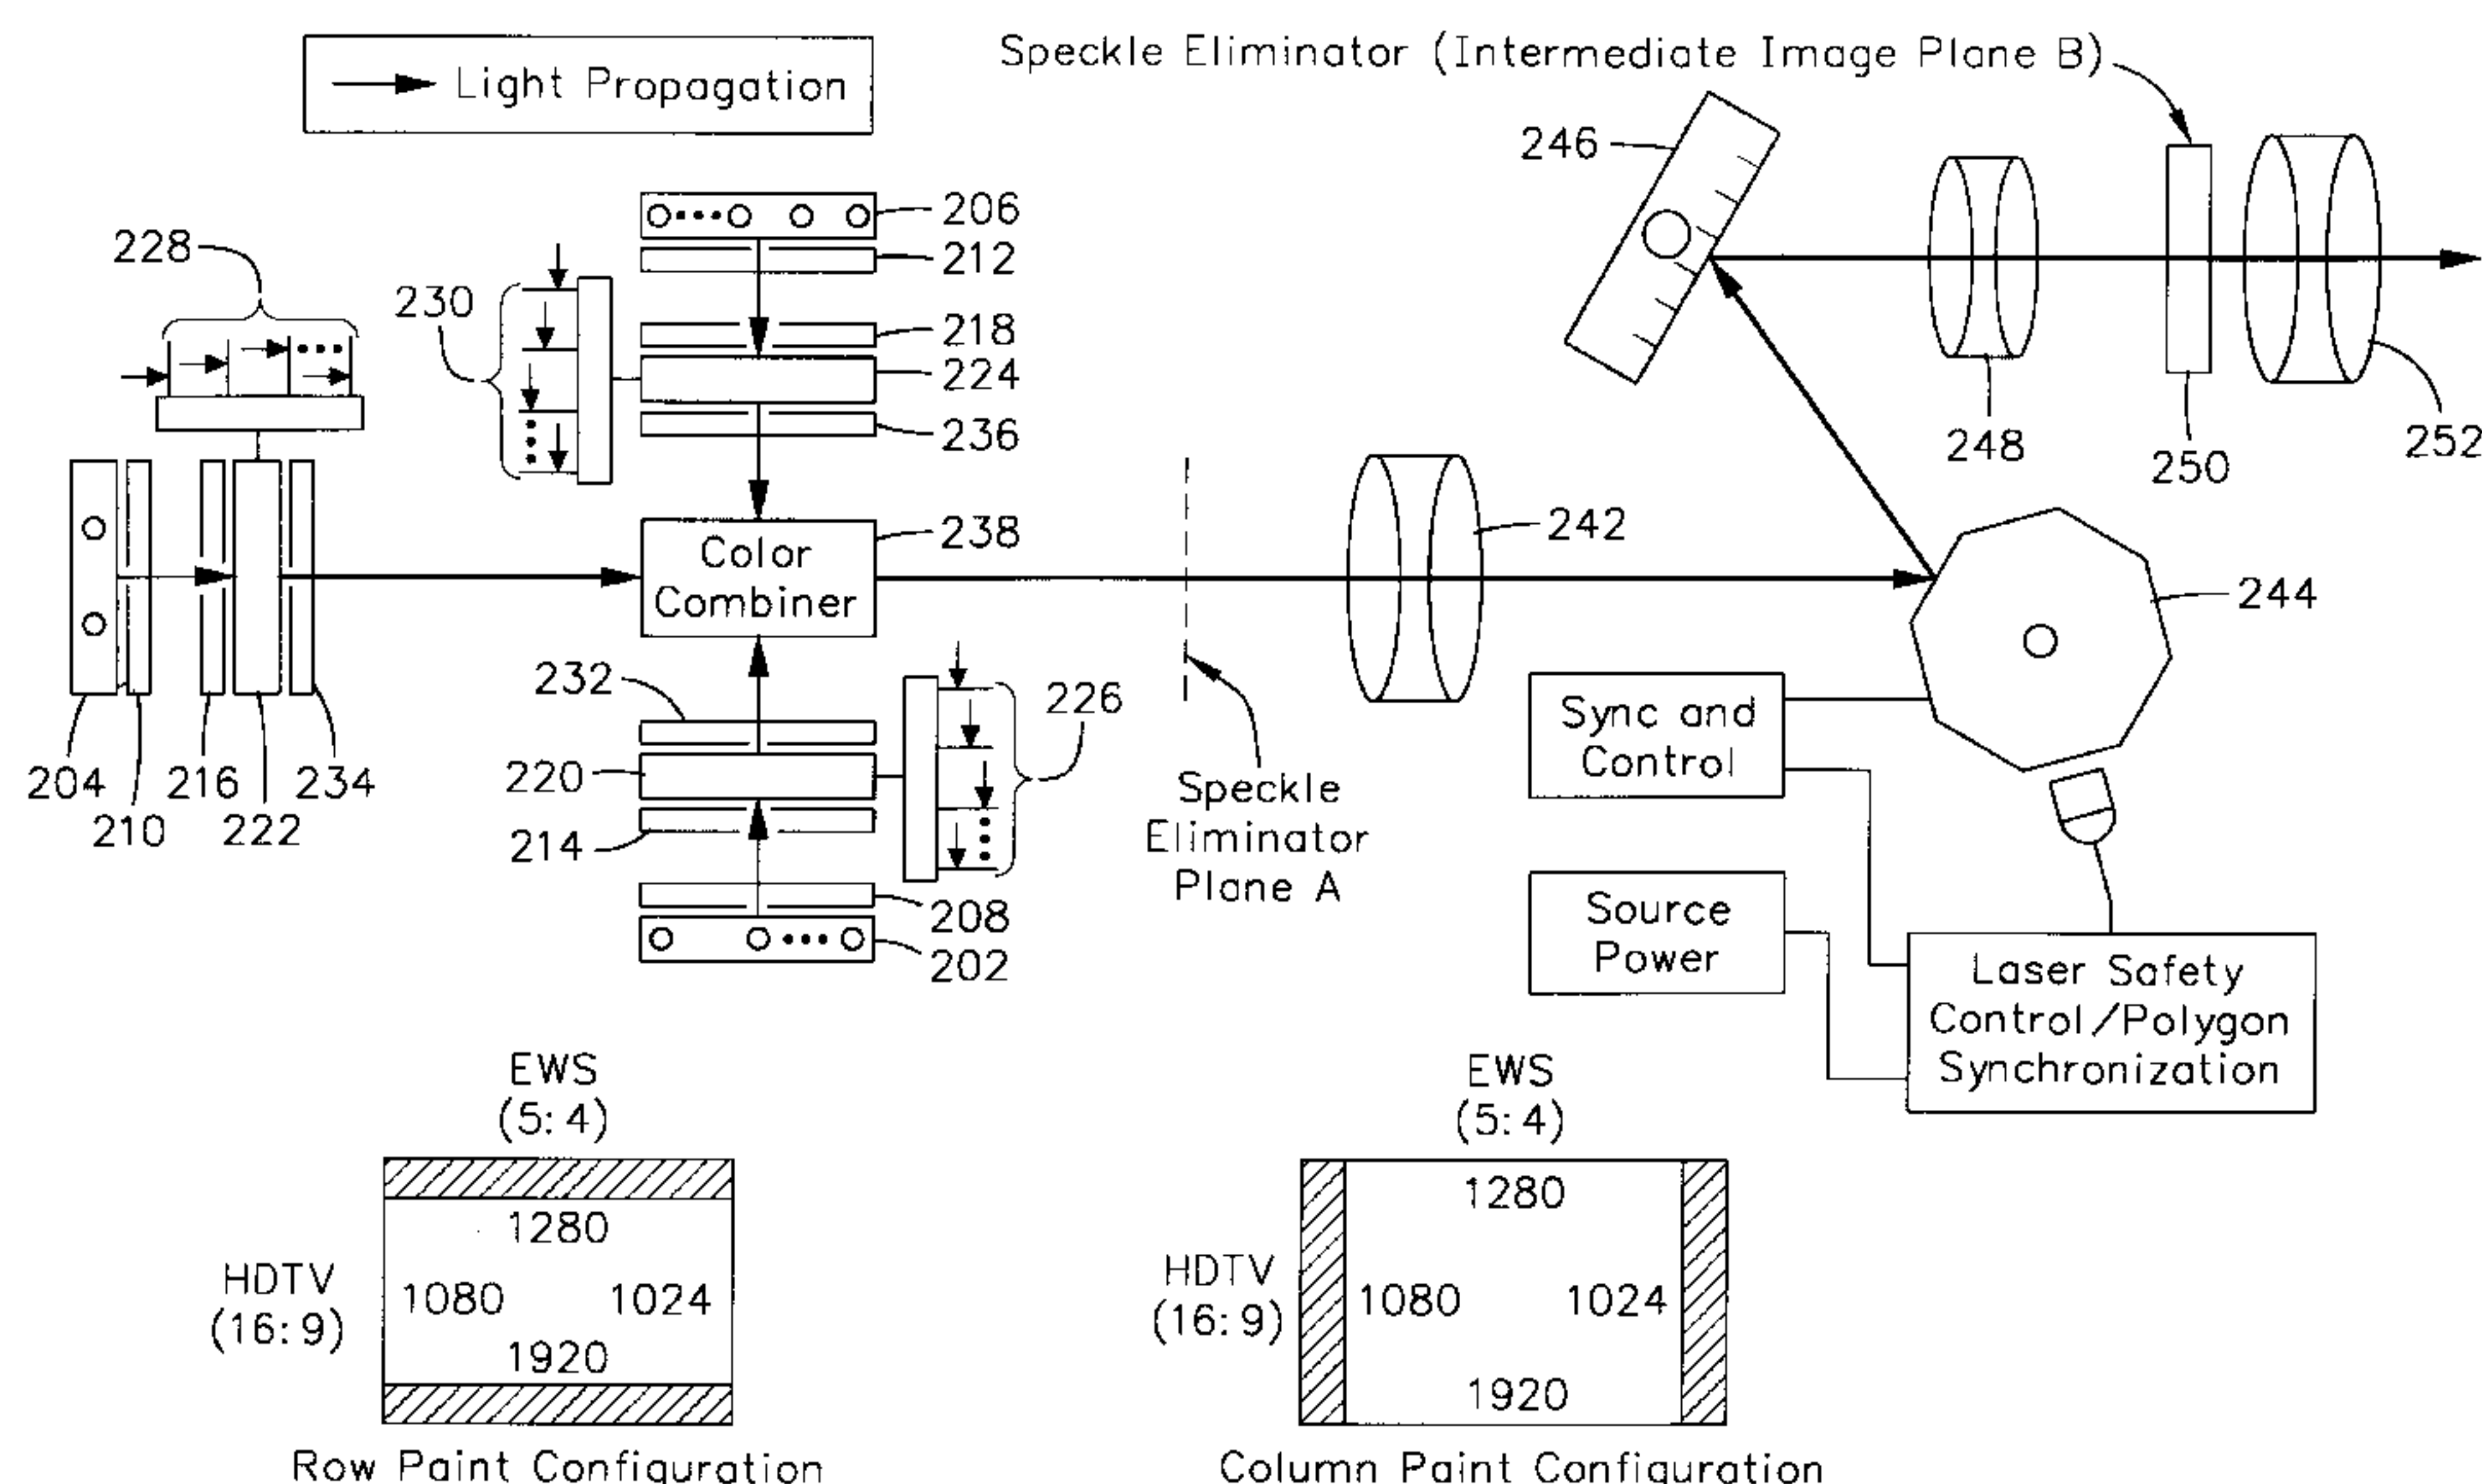 Light Propagation
Speckle Eliminator (Intermediate Image Plane B)
246
206
212
228
230
218
224
236
248
250
252
238
Color
Combiner
242
244
232
226
204
210
216
222
234
220
214
208
202
Speckle
Eliminator
Plane A
Sync and
Control
Source
Power
Laser Safety
Control/Polygon
Synchronization
EWS
(5:4)
1280
HDTV
(16:9)
1080
1024
1920
Row Paint Configuration
EWS
(5:4)
1280
HDTV
(16:9)
1080
1024
1920
Column Paint Configuration